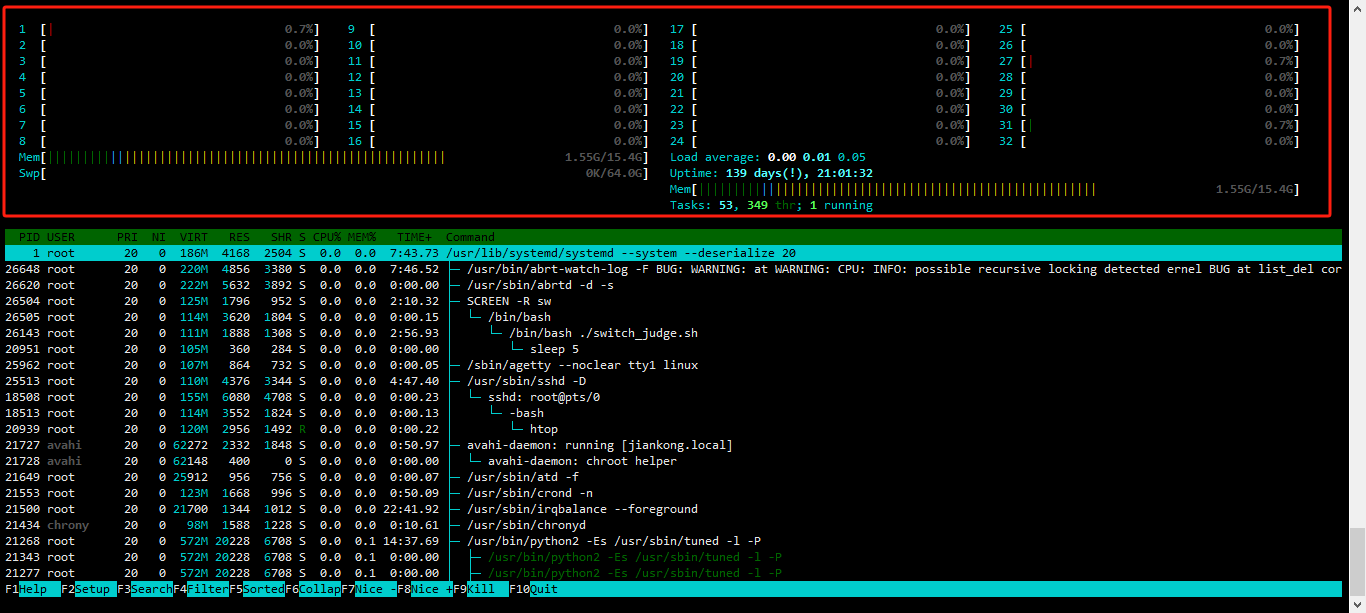 1 [| 0.7%] 9 [ 0.0%] 17 [ 0.0%] 25 [ 0.0%]
2 [ 0.0%] 10 [ 0.0%] 18 [ 0.0%] 26 [ 0.0%]
3 [ 0.0%] 11 [ 0.0%] 19 [ 0.0%] 27 [| 0.7%]
4 [ 0.0%] 12 [ 0.0%] 20 [ 0.0%] 28 [ 0.0%]
5 [ 0.0%] 13 [ 0.0%] 21 [ 0.0%] 29 [ 0.0%]
6 [ 0.0%] 14 [ 0.0%] 22 [ 0.0%] 30 [ 0.0%]
7 [ 0.0%] 15 [ 0.0%] 23 [ 0.0%] 31 [| 0.7%]
8 [ 0.0%] 16 [ 0.0%] 24 [ 0.0%] 32 [ 0.0%]
Mem[||||||||||||||||||||||||||||||||||||||||||||||||||||||||| 1.55G/15.4G] Load average: 0.00 0.01 0.05
Swp[ 0K/64.0G] Uptime: 139 days(!), 21:01:32
Mem[||||||||||||||||||||||||||||||||||||||||||||||||||||||||| 1.55G/15.4G]
Tasks: 53, 349 thr; 1 running
PID USER PRI NI VIRT RES SHR S CPU% MEM% TIME+ Command
1 root 20 0 186M 4168 2504 S 0.0 0.0 7:43.73 /usr/lib/systemd/systemd --system --deserialize 20
26648 root 20 0 220M 4856 3380 S 0.0 0.0 7:46.52 ├─ /usr/bin/abrt-watch-log -F BUG: WARNING: at WARNING: CPU: INFO: possible recursive locking detected ernel BUG at list_del cor
26620 root 20 0 222M 5632 3892 S 0.0 0.0 0:00.00 ├─ /usr/sbin/abrtd -d -s
26504 root 20 0 125M 1796 952 S 0.0 0.0 2:10.32 ├─ SCREEN -R sw
26505 root 20 0 114M 3620 1804 S 0.0 0.0 0:00.15 │ └─ /bin/bash
26143 root 20 0 111M 1888 1308 S 0.0 0.0 2:56.93 │ └─ /bin/bash ./switch_judge.sh
20951 root 20 0 105M 360 284 S 0.0 0.0 0:00.00 │ └─ sleep 5
25962 root 20 0 107M 864 732 S 0.0 0.0 0:00.05 ├─ /sbin/agetty --noclear tty1 linux
25513 root 20 0 110M 4376 3344 S 0.0 0.0 4:47.40 ├─ /usr/sbin/sshd -D
18508 root 20 0 155M 6080 4708 S 0.0 0.0 0:00.23 │ └─ sshd: root@pts/0
18513 root 20 0 114M 3552 1824 S 0.0 0.0 0:00.13 │ └─ -bash
20939 root 20 0 120M 2956 1492 R 0.0 0.0 0:00.22 │ └─ htop
21727 avahi 20 0 62272 2332 1848 S 0.0 0.0 0:50.97 ├─ avahi-daemon: running [jiankong.local]
21728 avahi 20 0 62148 400 0 S 0.0 0.0 0:00.00 │ └─ avahi-daemon: chroot helper
21649 root 20 0 25912 956 756 S 0.0 0.0 0:00.07 ├─ /usr/sbin/atd -f
21553 root 20 0 123M 1668 996 S 0.0 0.0 0:50.09 ├─ /usr/sbin/crond -n
21500 root 20 0 21700 1344 1012 S 0.0 0.0 22:41.92 ├─ /usr/sbin/irqbalance --foreground
21434 chrony 20 0 98M 1588 1228 S 0.0 0.0 0:10.61 ├─ /usr/sbin/chronyd
21268 root 20 0 572M 20228 6708 S 0.0 0.1 14:37.69 ├─ /usr/bin/python2 -Es /usr/sbin/tuned -l -P
21343 root 20 0 572M 20228 6708 S 0.0 0.1 0:00.00 │ ├─ /usr/bin/python2 -Es /usr/sbin/tuned -l -P
21277 root 20 0 572M 20228 6708 S 0.0 0.1 0:00.00 │ ├─ /usr/bin/python2 -Es /usr/sbin/tuned -l -P
F1Help F2Setup F3SearchF4FilterF5SortedF6CollapF7Nice -F8Nice +F9Kill F10Quit